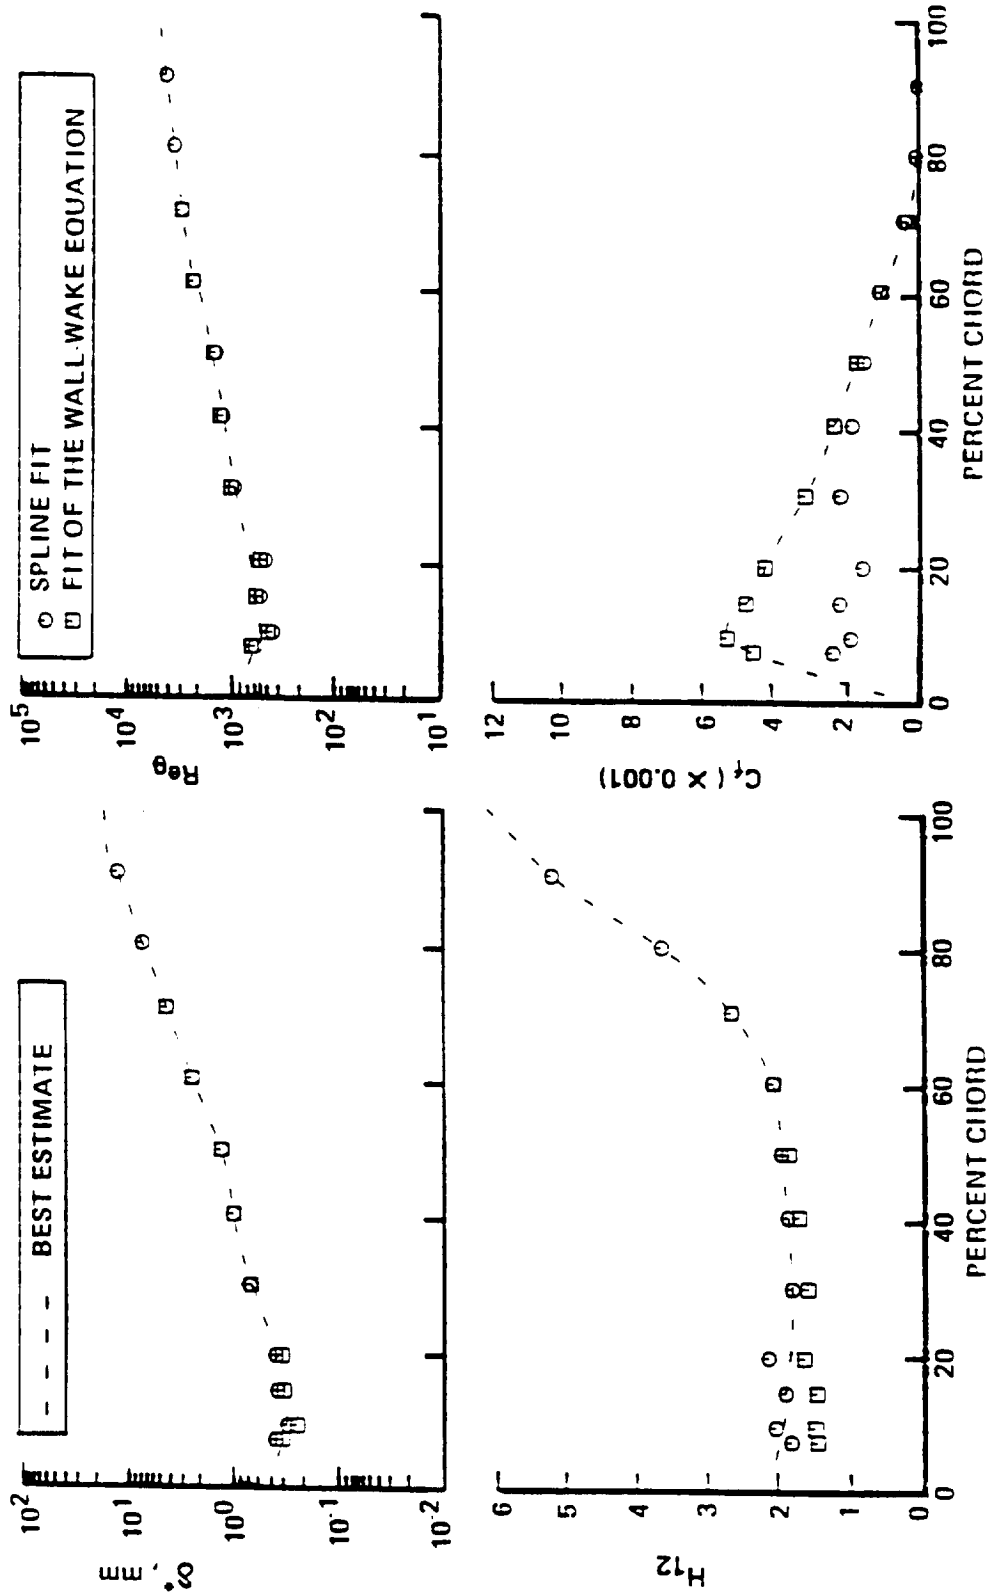 — — — BEST ESTIMATE
○ SPLINE FIT
□ FIT OF THE WALL-WAKE EQUATION
δ*, mm
10^2
10^1
10^0
10^-1
10^-2
Re_θ
10^5
10^4
10^3
10^2
10^1
H_12
6
5
4
3
2
1
0
0 20 40 60 80 100
PERCENT CHORD
C_f (X 0.001)
12
10
8
6
4
2
0
0 20 40 60 80 100
PERCENT CHORD